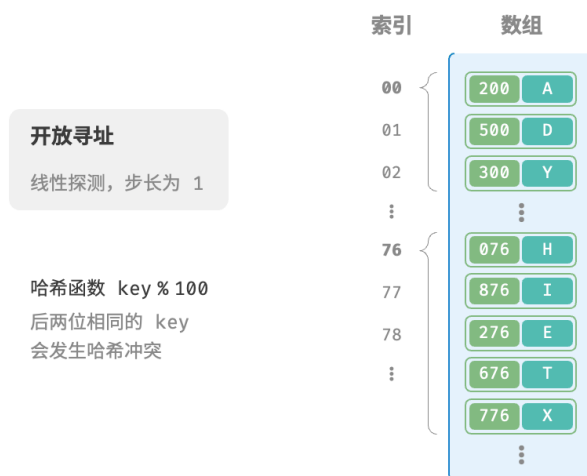 索引 数组
00 200 A
开放寻址
01 500 D
线性探测，步长为 1
02 300 Y
76 076 H
哈希函数 key % 100
77 876 I
后两位相同的 key
78 276 E
会发生哈希冲突
676 T
776 X